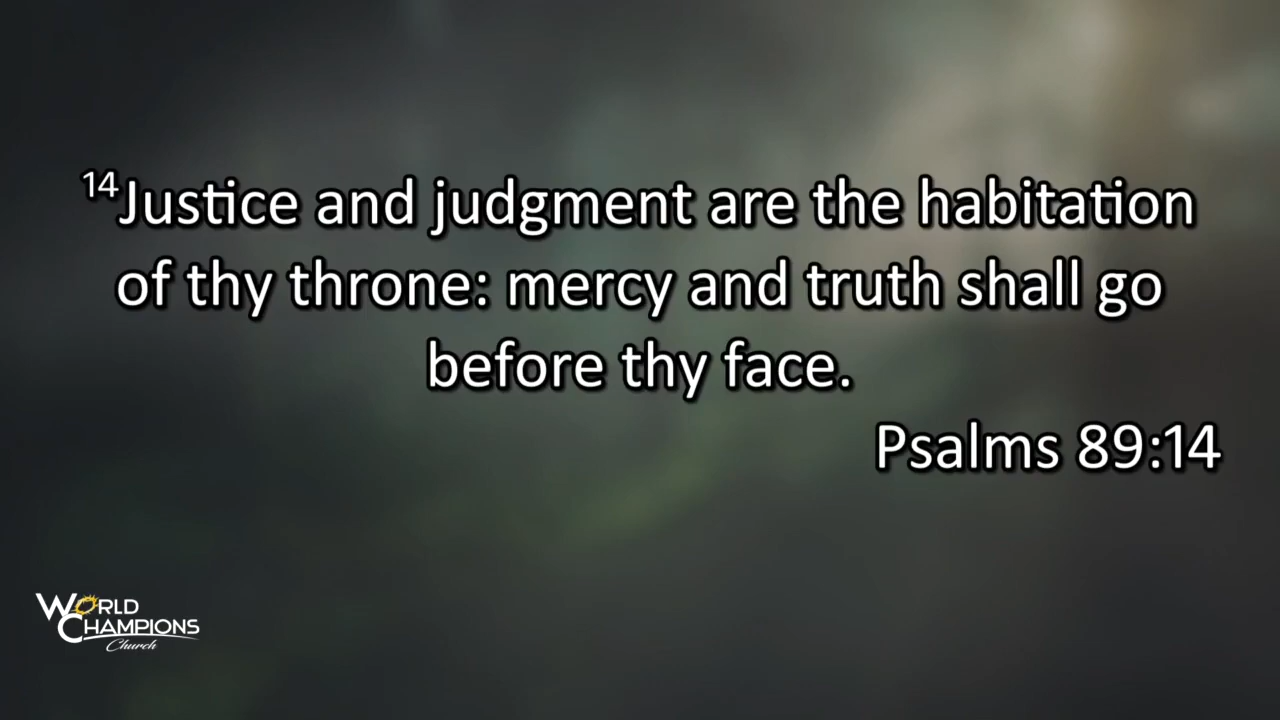 14Justice and judgment are the habitation
of thy throne: mercy and truth shall go
before thy face.
Psalms 89:14
WORLD
CHAMPIONS
Church